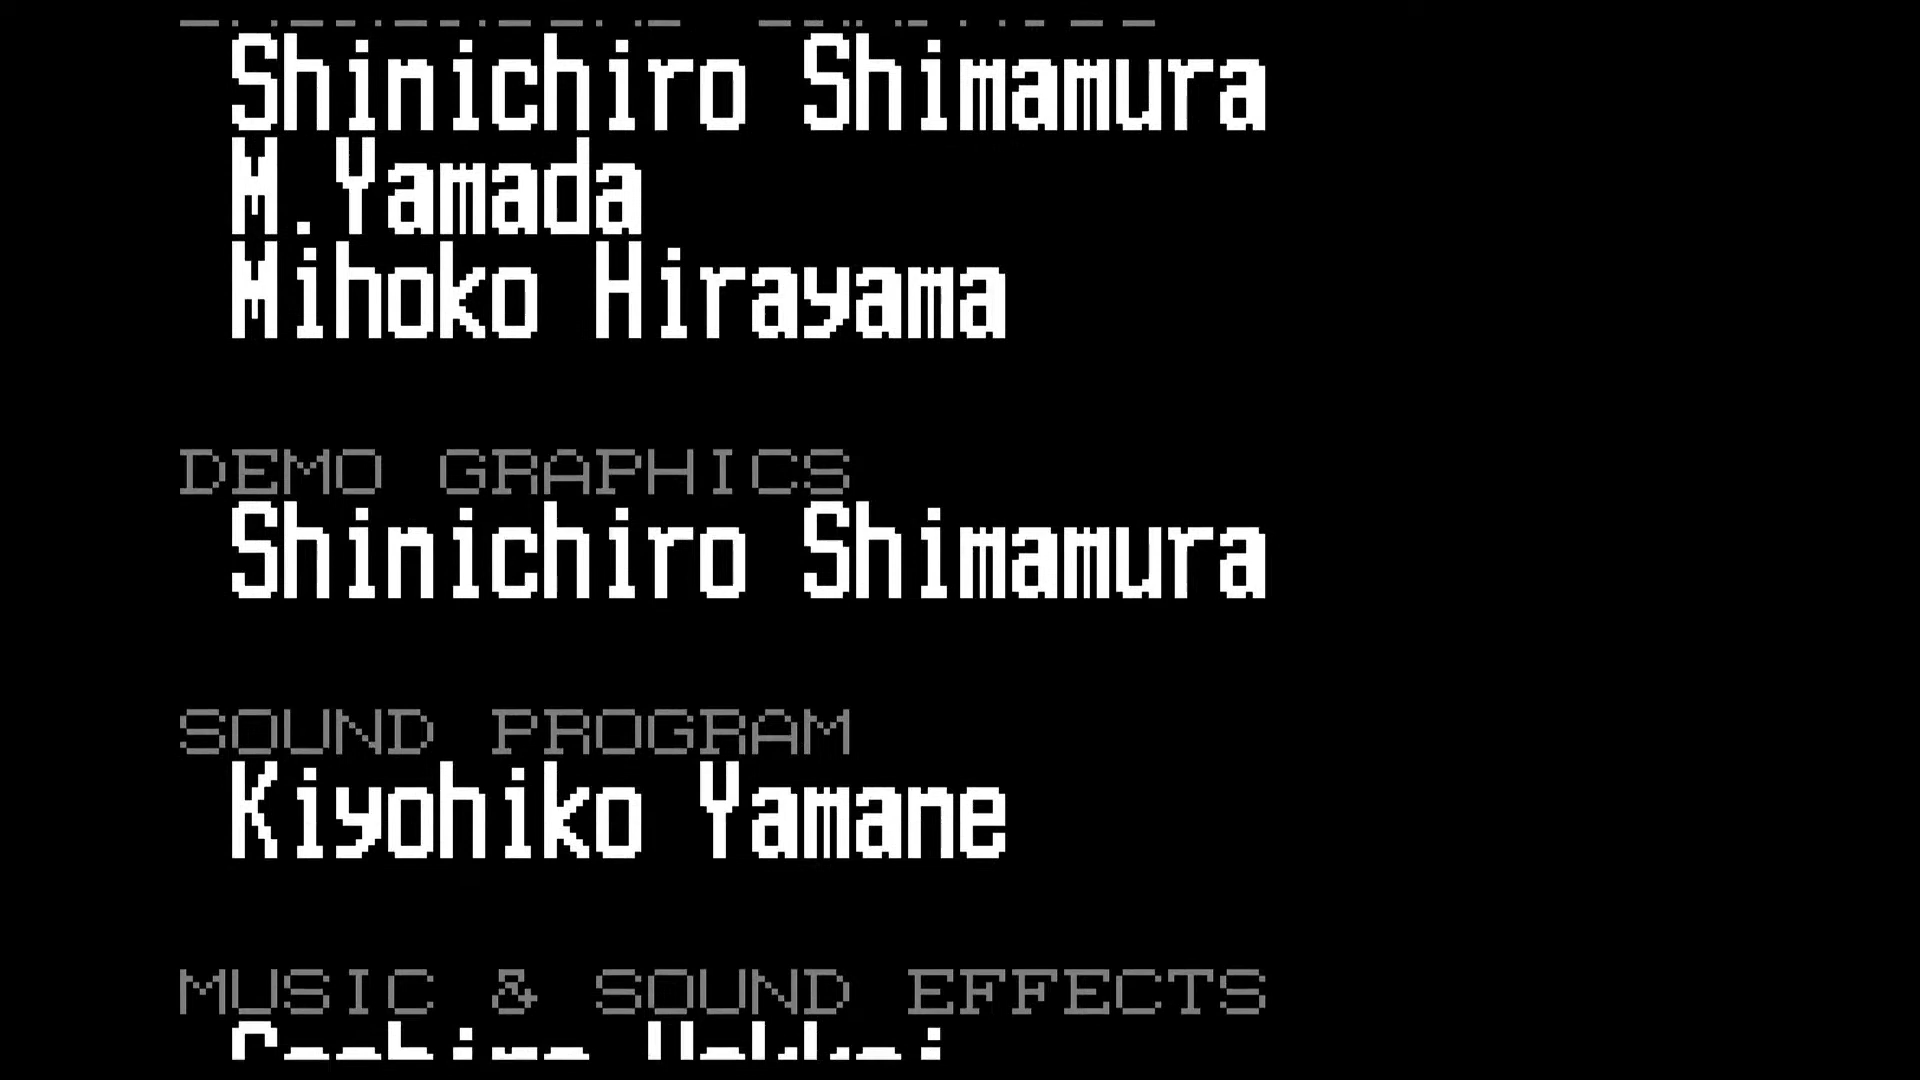 Shinichiro Shimamura
M.Yamada
Mihoko Hirayama
DEMO GRAPHICS
Shinichiro Shimamura
SOUND PROGRAM
Kiyohiko Yamane
MUSIC & SOUND EFFECTS